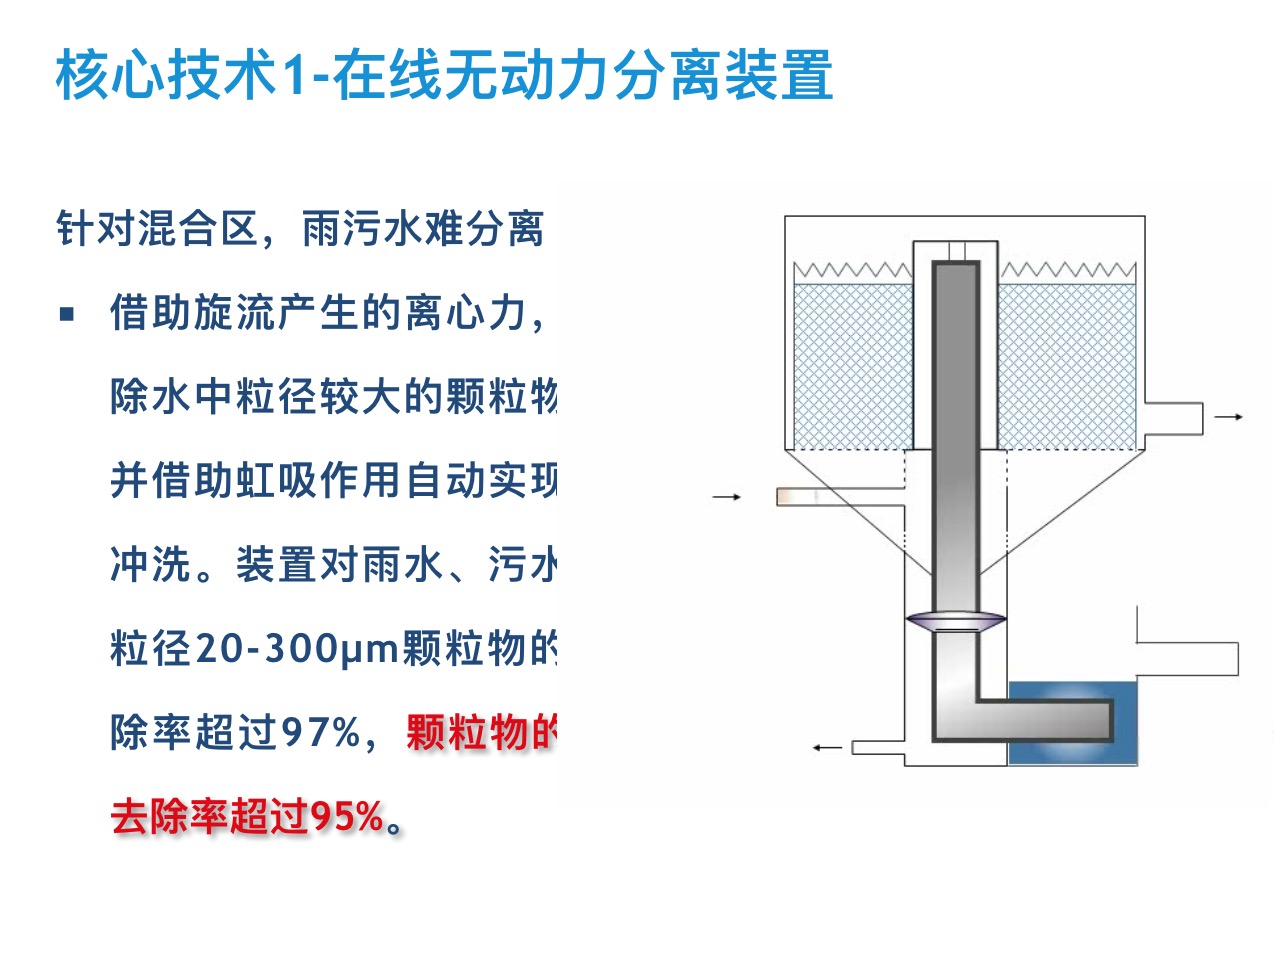 核心技术1-在线无动力分离装置
针对混合区，雨污水难分离
▪ 借助旋流产生的离心力，
除水中粒径较大的颗粒物
并借助虹吸作用自动实现
冲洗。装置对雨水、污水
粒径20-300μm颗粒物的
除率超过97%，颗粒物的
去除率超过95%。